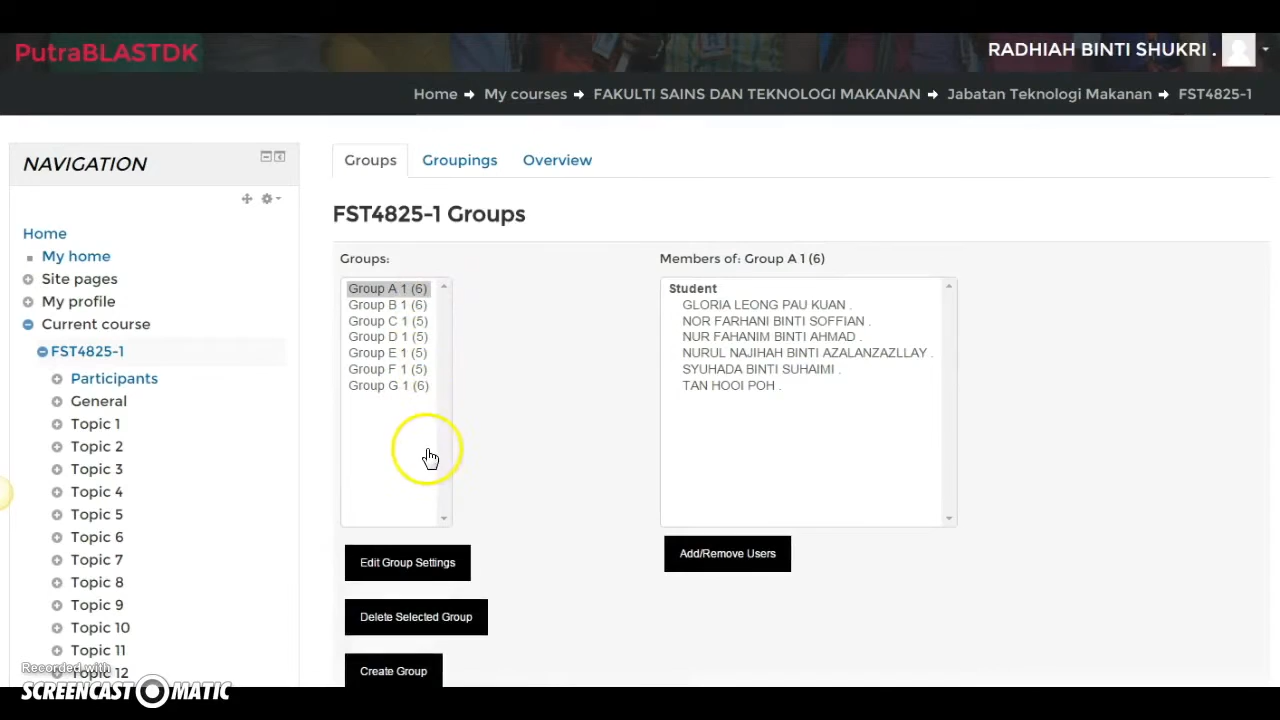 PutraBLASTDK
RADHIAH BINTI SHUKRI .
Home My courses FAKULTI SAINS DAN TEKNOLOGI MAKANAN Jabatan Teknologi Makanan FST4825-1
NAVIGATION
Home
My home
Site pages
My profile
Current course
FST4825-1
Participants
General
Topic 1
Topic 2
Topic 3
Topic 4
Topic 5
Topic 6
Topic 7
Topic 8
Topic 9
Topic 10
Topic 11
Topic 12
Groups Groupings Overview
FST4825-1 Groups
Groups:
Group A 1 (6)
Group B 1 (6)
Group C 1 (5)
Group D 1 (5)
Group E 1 (5)
Group F 1 (5)
Group G 1 (6)
Edit Group Settings
Delete Selected Group
Create Group
Members of: Group A 1 (6)
Student
GLORIA LEONG PAU KUAN .
NOR FARHANI BINTI SOFFIAN .
NUR FAHANIM BINTI AHMAD .
NURUL NAJIHAH BINTI AZALANZAZLLAY .
SYUHADA BINTI SUHAIMI .
TAN HOOI POH .
Add/Remove Users
Recorded with
SCREENCAST O MATIC